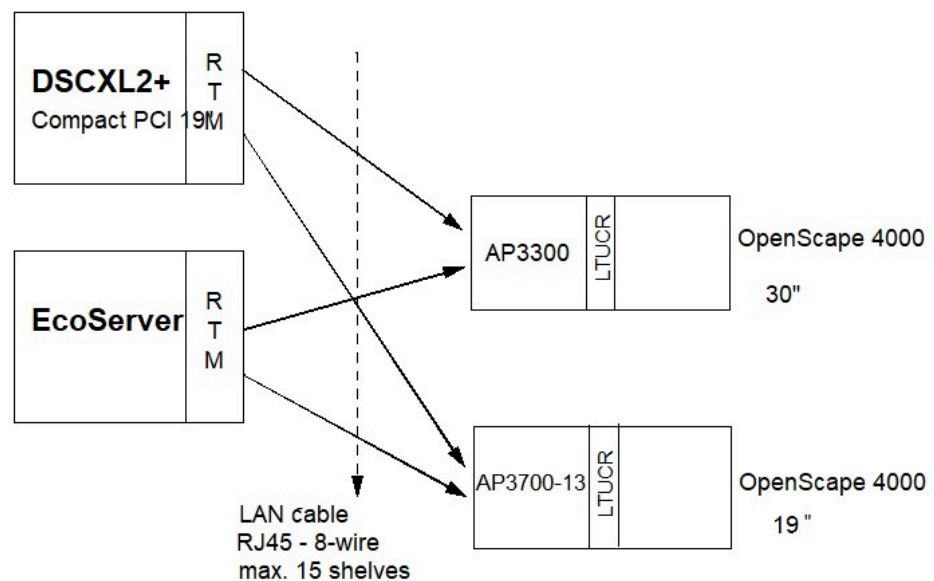 DSCXL2+
Compact PCI 19"
R
T
M
EcoServer
R
T
M
AP3300
LTUCR
OpenScape 4000
30"
AP3700-13
LTUCR
OpenScape 4000
19 "
LAN cable
RJ45 - 8-wire
max. 15 shelves